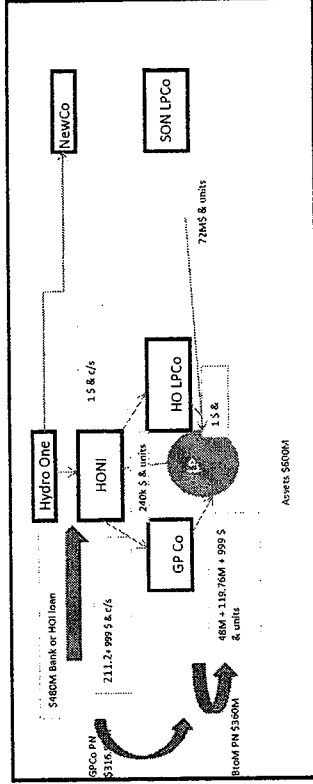 Hydro One
NewCo
$480M Bank or HOI loan
HONI
1 $ & c/s
211.2+ 999 $ & c/s
240k $ & units
GPCo PN
$316.
GP Co
HO LPCo
SON LPCo
LP
72M$ & units
1 $ &
48M + 119.76M + 999 $
& units
BtoM PN $360M
Assets $600M